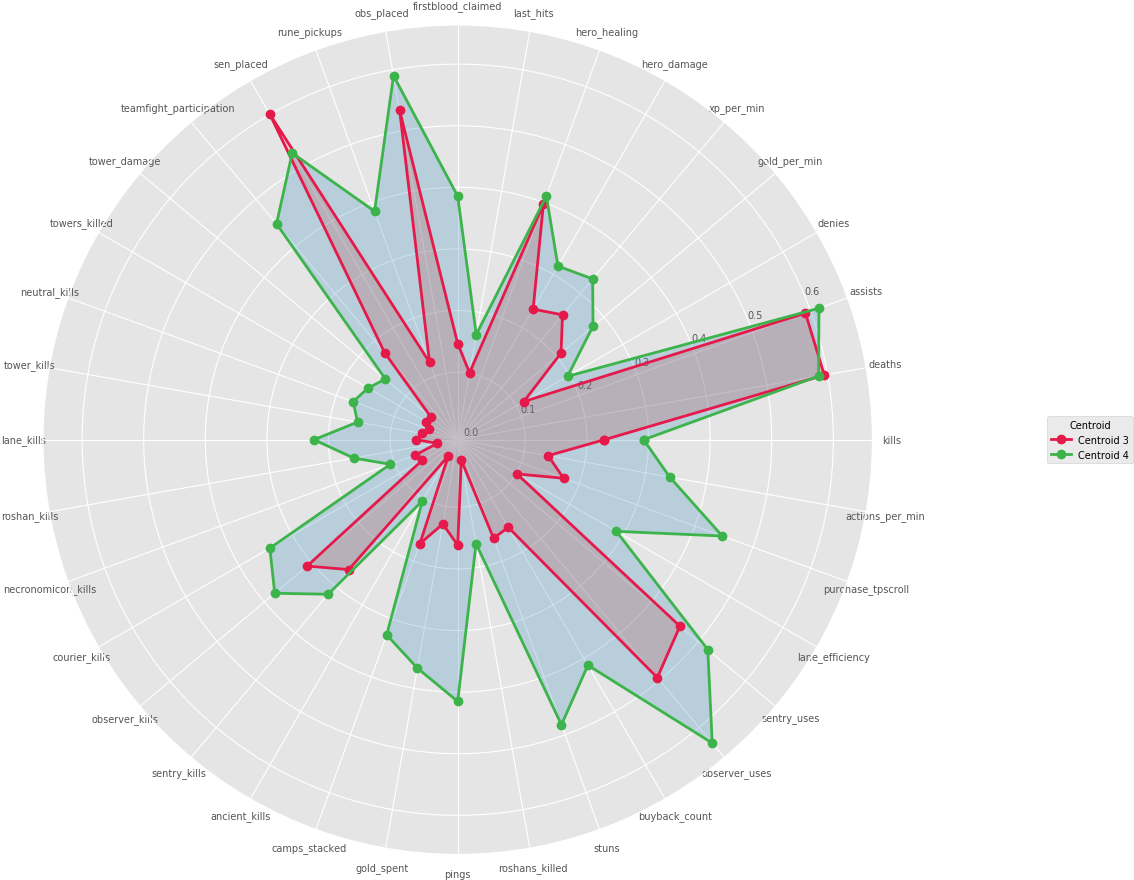 firstblood_claimed
obs_placed
last_hits
rune_pickups
hero_healing
sen_placed
hero_damage
teamfight_participation
xp_per_min
tower_damage
gold_per_min
towers_killed
denies
neutral_kills
assists
0.6
0.5
0.4
0.3
0.2
0.1
0.0
tower_kills
deaths
lane_kills
kills
Centroid
Centroid 3
Centroid 4
roshan_kills
actions_per_min
necronomicon_kills
purchase_tpscroll
courier_kills
lane_efficiency
observer_kills
sentry_uses
sentry_kills
observer_uses
ancient_kills
buyback_count
camps_stacked
stuns
gold_spent
roshans_killed
pings